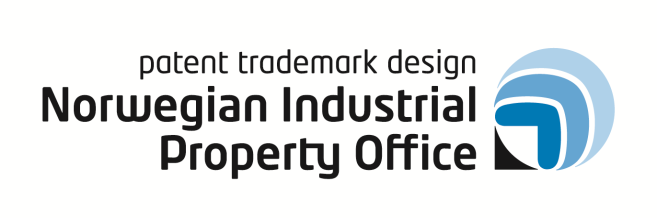 patent trademark design
Norwegian Industrial
Property Office